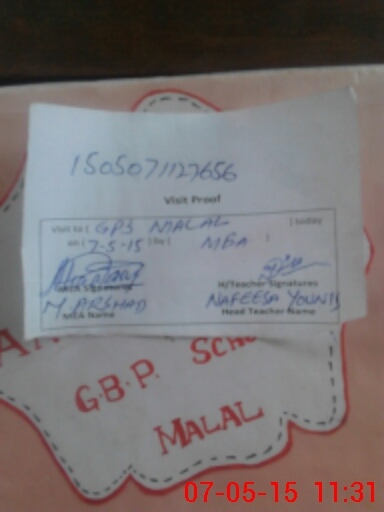 1505071127656
Visit Proof
Visit to ( GPS MALAL ) today
on ( 7-5-15 ) by ( MEA )
MEA Signatures H/Teacher Signatures
M. ARSHAD NAFEESA YOUNIS
MEA Name Head Teacher Name
G.B.P. SCHO
MALAL
07-05-15 11:31